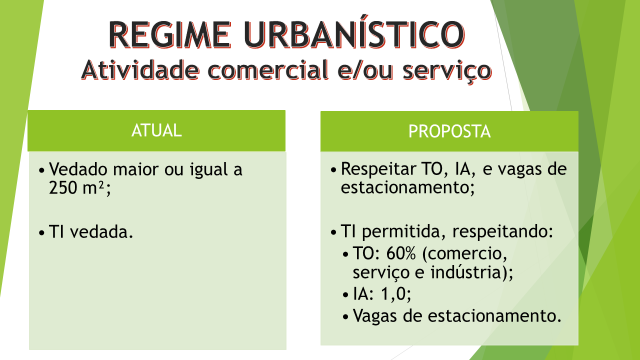 REGIME URBANÍSTICO
Atividade comercial e/ou serviço
ATUAL
• Vedado maior ou igual a
250 m²;
• TI vedada.
PROPOSTA
• Respeitar TO, IA, e vagas de
estacionamento;
• TI permitida, respeitando:
• TO: 60% (comercio,
serviço e indústria);
• IA: 1,0;
• Vagas de estacionamento.